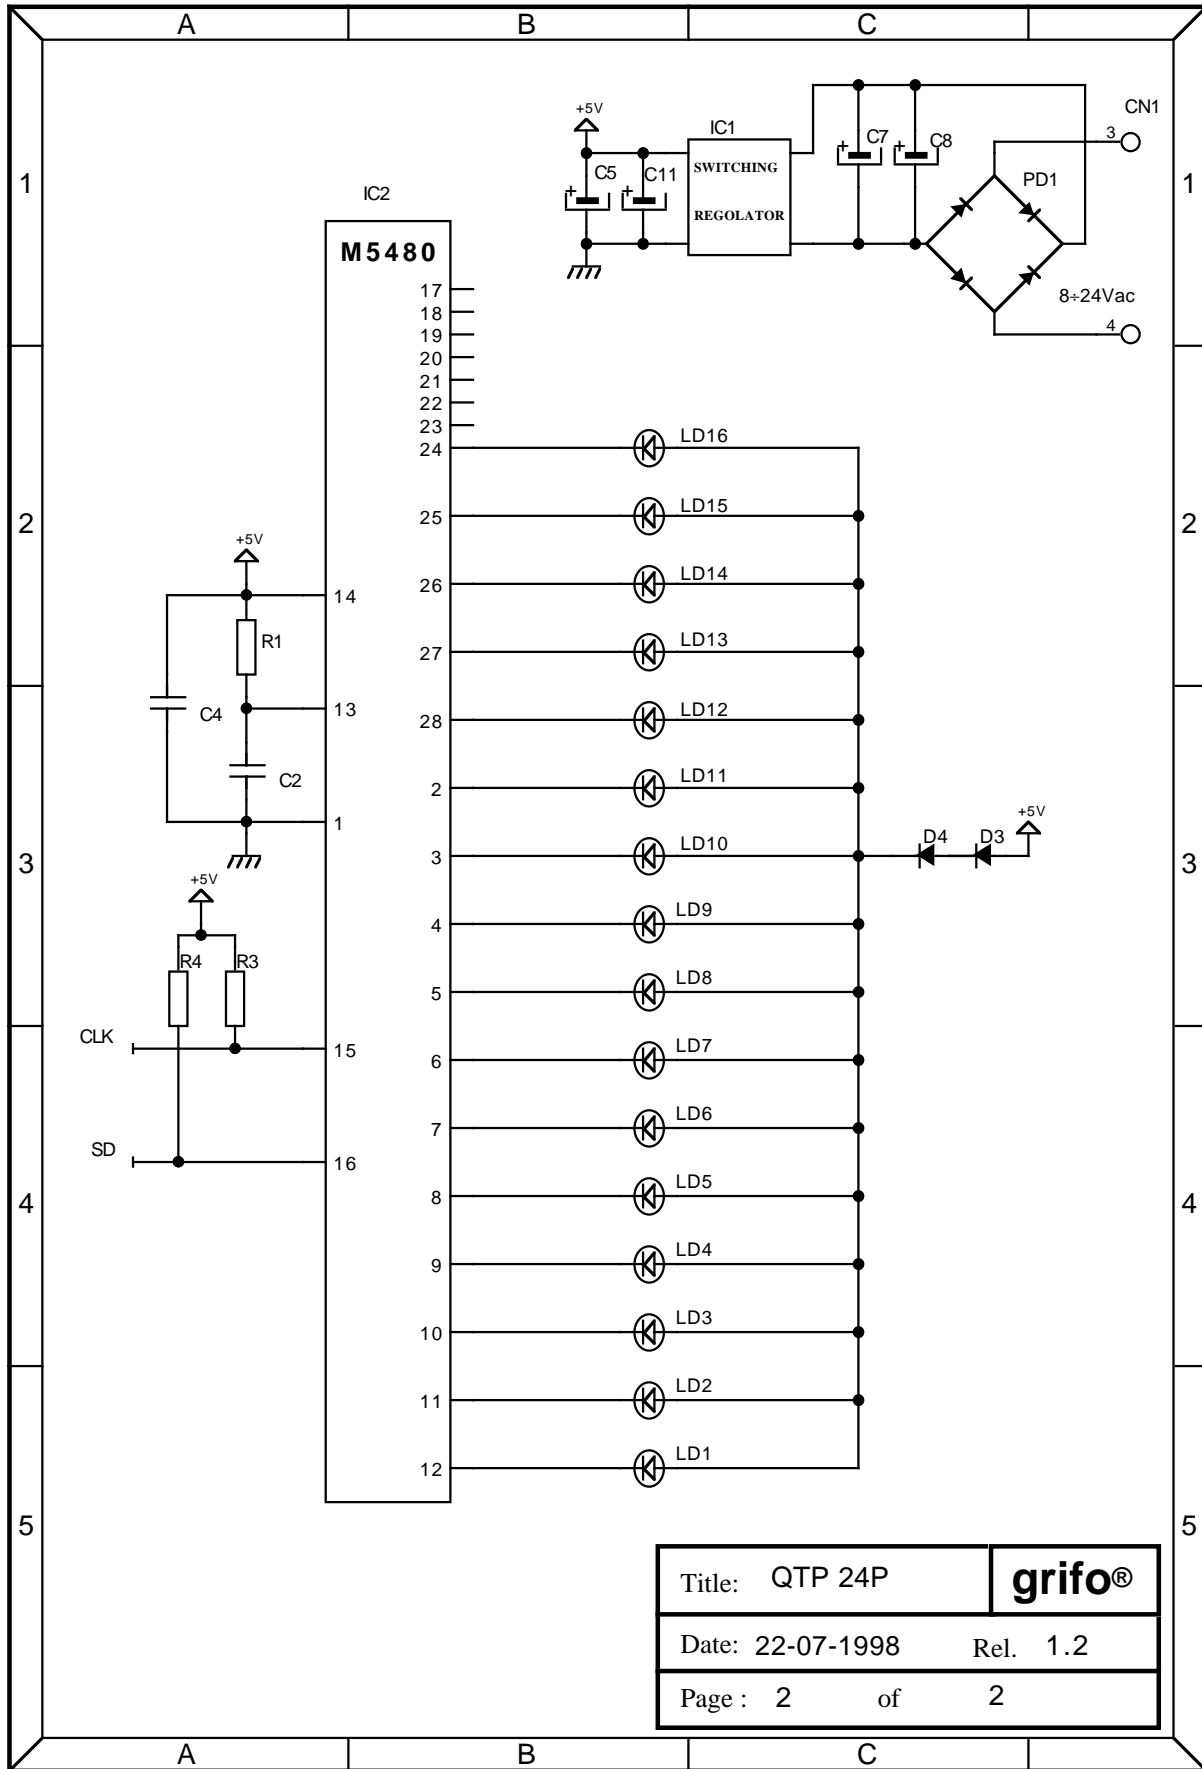 A B C
+5V
IC1
C7
C8
CN1
3
1
SWITCHING
REGOLATOR
C5
C11
PD1
1
IC2
M5480
8÷24Vac
4
17
18
19
20
21
22
23
24
LD16
2
25
LD15
2
+5V
26
LD14
14
R1
27
LD13
C4
13
28
LD12
C2
2
LD11
1
+5V
3
3
LD10
D4
D3
3
+5V
4
LD9
R4
R3
5
LD8
CLK
15
6
LD7
7
LD6
SD
16
4
8
LD5
4
9
LD4
10
LD3
11
LD2
12
LD1
5
5
Title: QTP 24P
grifo®
Date: 22-07-1998 Rel. 1.2
Page : 2 of 2
A B C